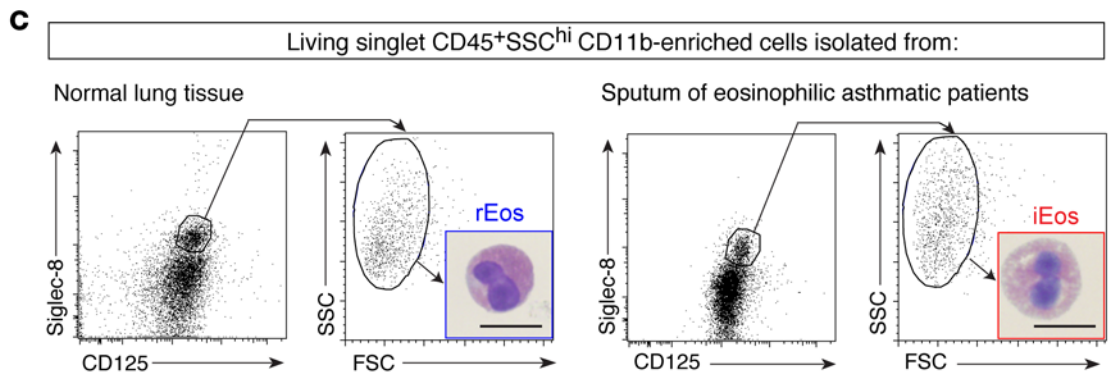 c
Living singlet CD45⁺SSCʰⁱ CD11b-enriched cells isolated from:
Normal lung tissue
Siglec-8
CD125
SSC
FSC
rEos
Sputum of eosinophilic asthmatic patients
Siglec-8
CD125
SSC
FSC
iEos